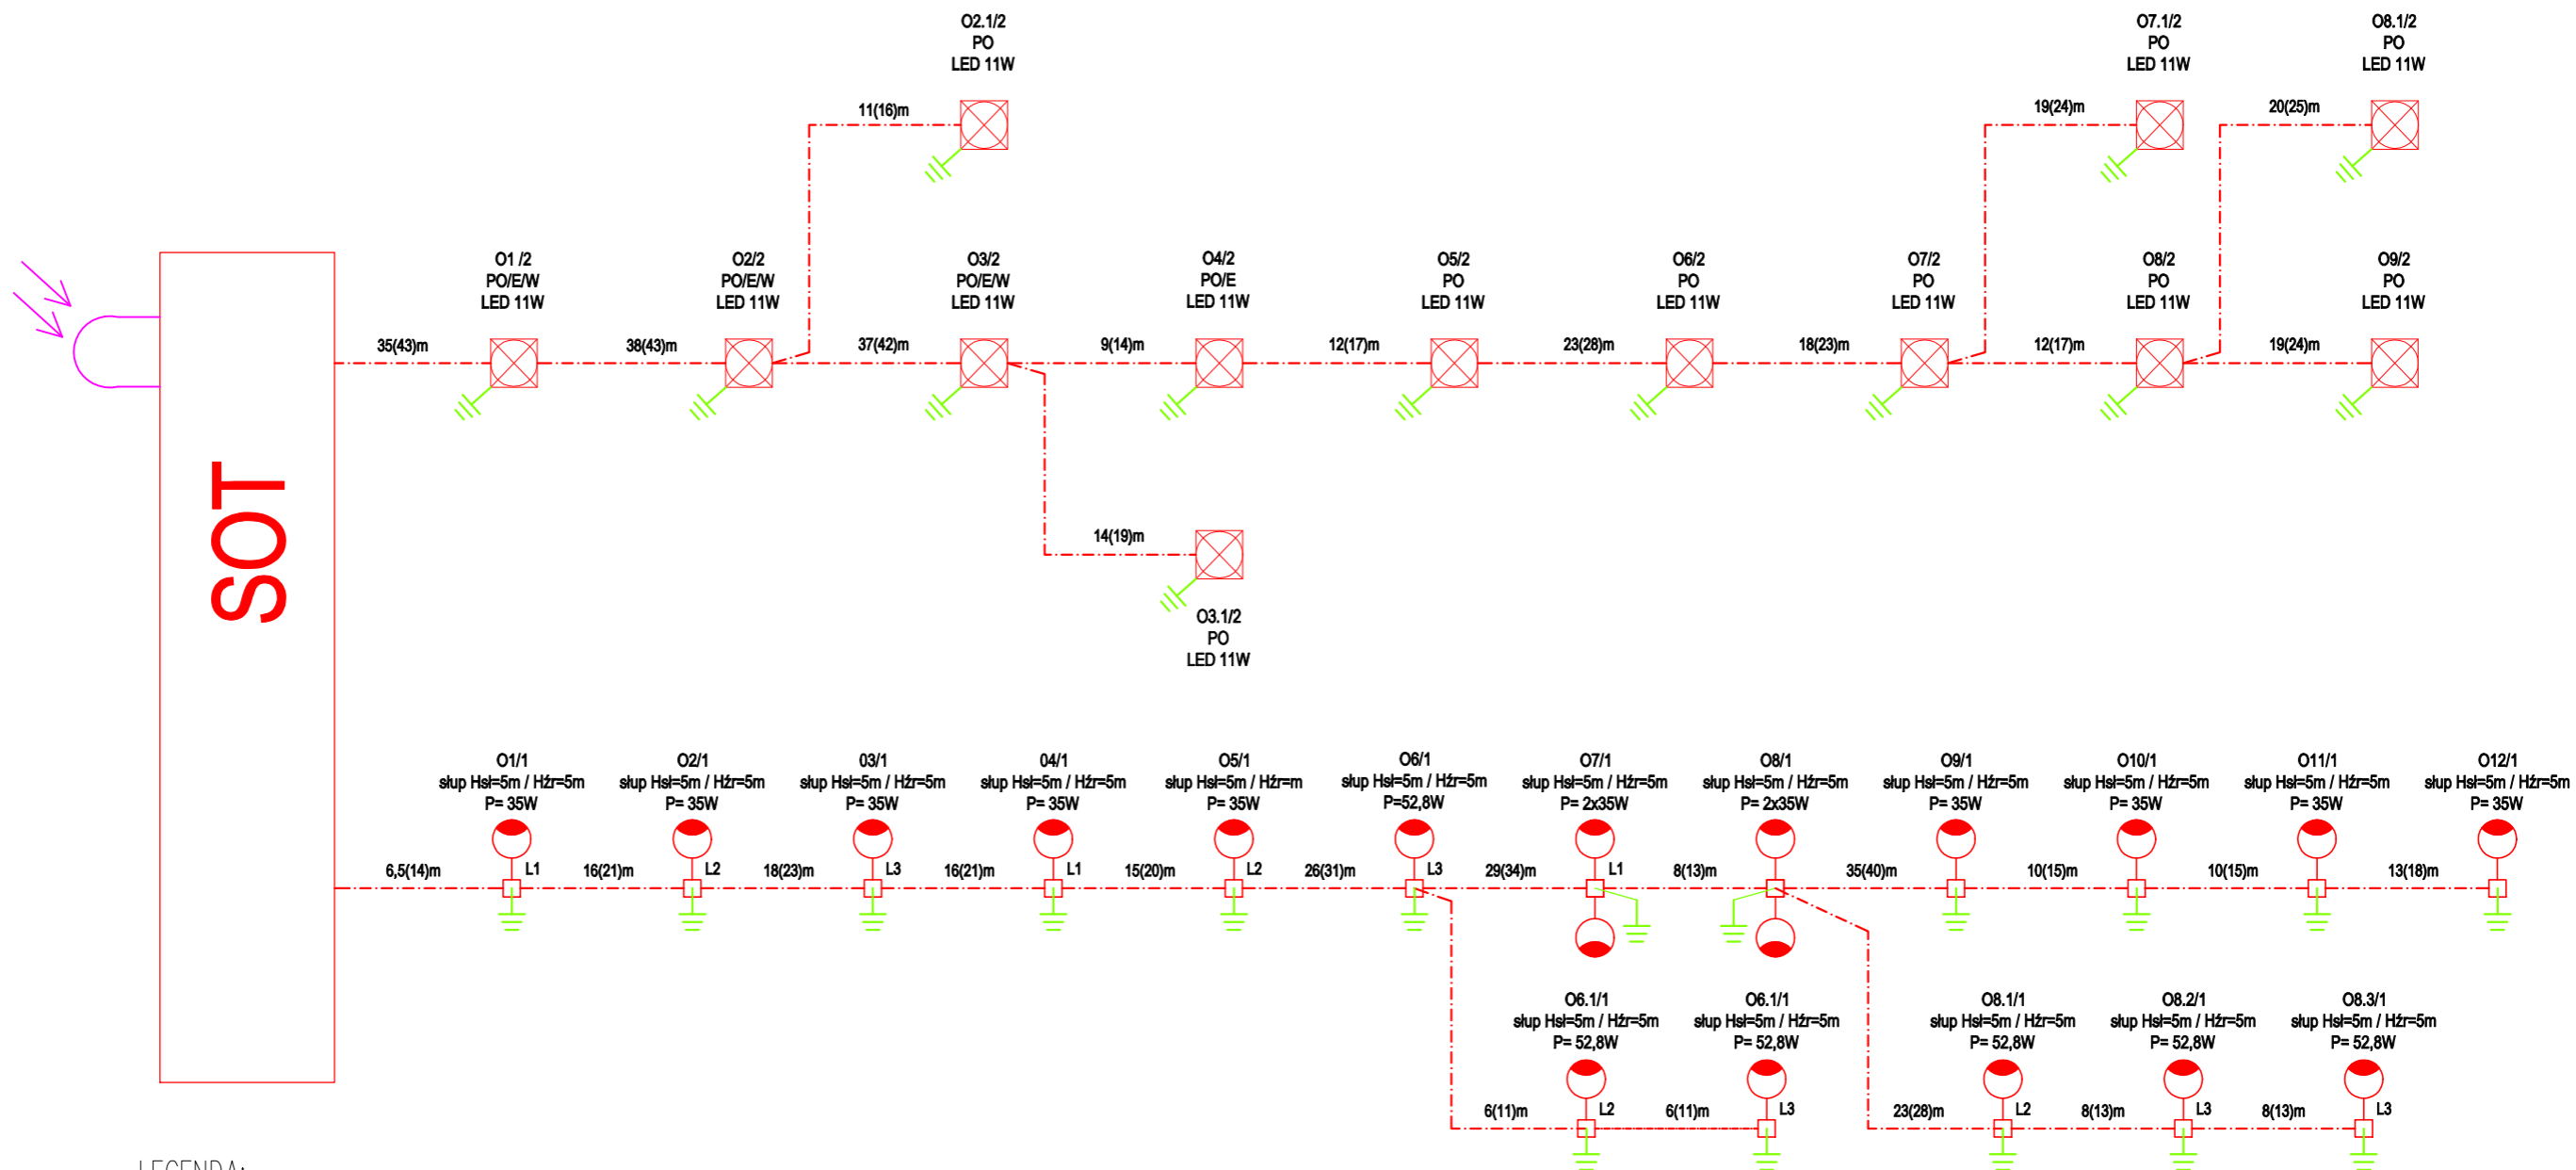 O2.1/2
PO
LED 11W
O7.1/2
PO
LED 11W
O8.1/2
PO
LED 11W
11(16)m
19(24)m
20(25)m
O1 /2
PO/E/W
LED 11W
O2/2
PO/E/W
LED 11W
O3/2
PO/E/W
LED 11W
O4/2
PO/E
LED 11W
O5/2
PO
LED 11W
O6/2
PO
LED 11W
O7/2
PO
LED 11W
O8/2
PO
LED 11W
O9/2
PO
LED 11W
35(43)m
38(43)m
37(42)m
9(14)m
12(17)m
23(28)m
18(23)m
12(17)m
19(24)m
SOT
14(19)m
O3.1/2
PO
LED 11W
O1/1
słup Hsł=5m / Hźr=5m
P= 35W
O2/1
słup Hsł=5m / Hźr=5m
P= 35W
03/1
słup Hsł=5m / Hźr=5m
P= 35W
04/1
słup Hsł=5m / Hźr=5m
P= 35W
O5/1
słup Hsł=5m / Hźr=m
P= 35W
O6/1
słup Hsł=5m / Hźr=5m
P=52,8W
O7/1
słup Hsł=5m / Hźr=5m
P= 2x35W
O8/1
słup Hsł=5m / Hźr=5m
P= 2x35W
O9/1
słup Hsł=5m / Hźr=5m
P= 35W
O10/1
słup Hsł=5m / Hźr=5m
P= 35W
O11/1
słup Hsł=5m / Hźr=5m
P= 35W
O12/1
słup Hsł=5m / Hźr=5m
P= 35W
6,5(14)m
L1
16(21)m
L2
18(23)m
L3
16(21)m
L1
15(20)m
L2
26(31)m
L3
29(34)m
L1
8(13)m
35(40)m
10(15)m
10(15)m
13(18)m
O6.1/1
słup Hsł=5m / Hźr=5m
P= 52,8W
O6.1/1
słup Hsł=5m / Hźr=5m
P= 52,8W
O8.1/1
słup Hsł=5m / Hźr=5m
P= 52,8W
O8.2/1
słup Hsł=5m / Hźr=5m
P= 52,8W
O8.3/1
słup Hsł=5m / Hźr=5m
P= 52,8W
6(11)m
L2
6(11)m
L3
23(28)m
L2
8(13)m
L3
8(13)m
L3
LEGENDA: